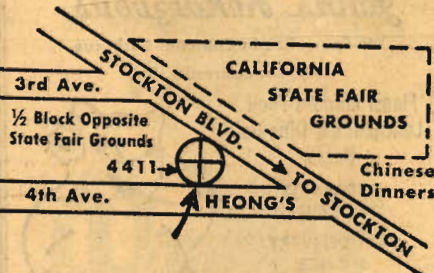 STOCKTON BLVD.
CALIFORNIA
STATE FAIR
GROUNDS
3rd Ave.
½ Block Opposite
State Fair Grounds
4411
Chinese
Dinners
TO STOCKTON
4th Ave.
HEONG'S